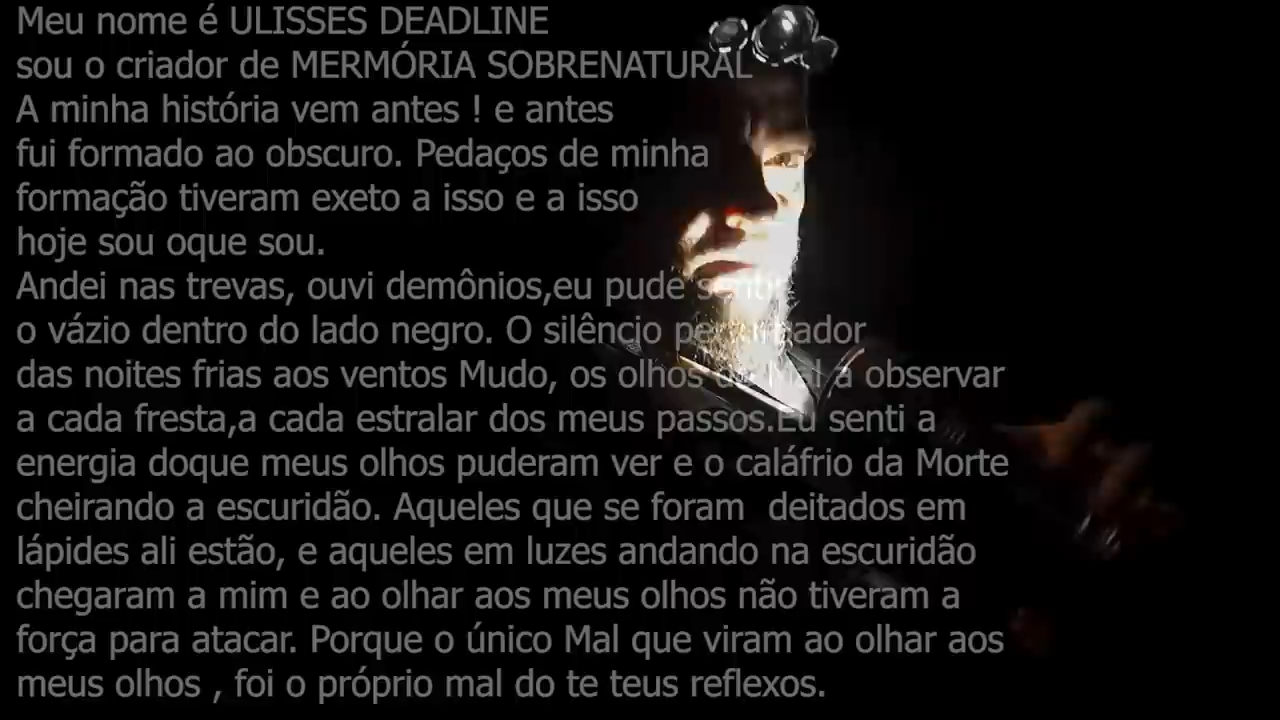 Meu nome é ULISSES DEADLINE
sou o criador de MERMÓRIA SOBRENATURAL
A minha história vem antes ! e antes
fui formado ao obscuro. Pedaços de minha
formação tiveram exeto a isso e a isso
hoje sou oque sou.
Andei nas trevas, ouvi demônios,eu pude sentir
o vázio dentro do lado negro. O silêncio perturbador
das noites frias aos ventos Mudo, os olhos do Mal a observar
a cada fresta,a cada estralar dos meus passos.Eu senti a
energia doque meus olhos puderam ver e o caláfrio da Morte
cheirando a escuridão. Aqueles que se foram  deitados em
lápides ali estão, e aqueles em luzes andando na escuridão
chegaram a mim e ao olhar aos meus olhos não tiveram a
força para atacar. Porque o único Mal que viram ao olhar aos
meus olhos , foi o próprio mal do te teus reflexos.